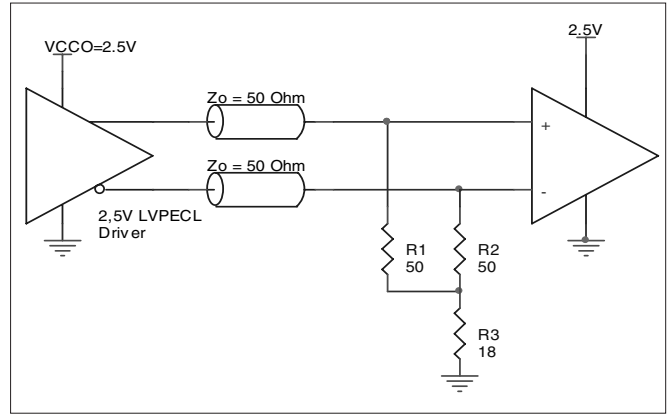 VCCO=2.5V
2.5V
Zo = 50 Ohm
+
Zo = 50 Ohm
-
2,5V LVPECL
Driver
R1
50
R2
50
R3
18